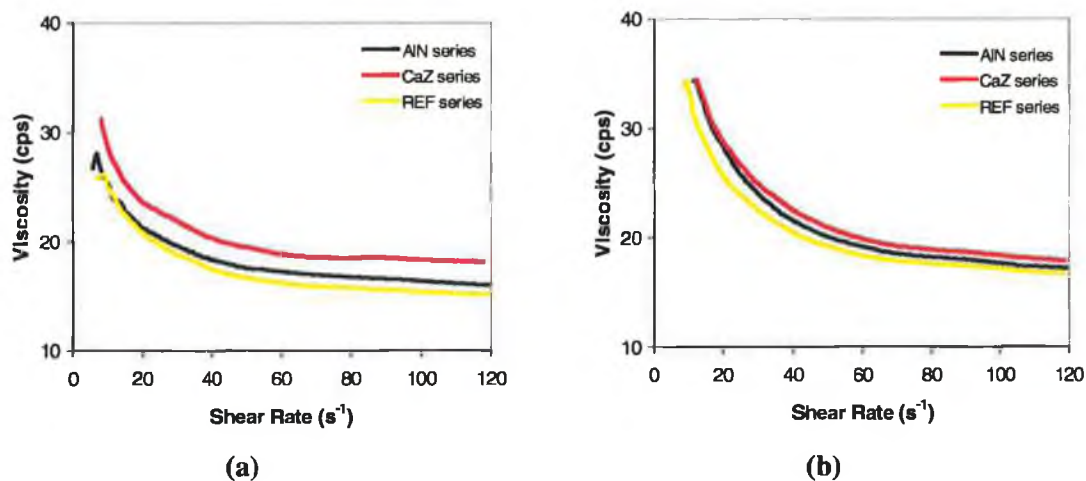 40
30
20
10
Viscosity (cps)
AlN series
CaZ series
REF series
0 20 40 60 80 100 120
Shear Rate (s⁻¹)
(a)
40
30
20
10
Viscosity (cps)
AlN series
CaZ series
REF series
0 20 40 60 80 100 120
Shear Rate (s⁻¹)
(b)